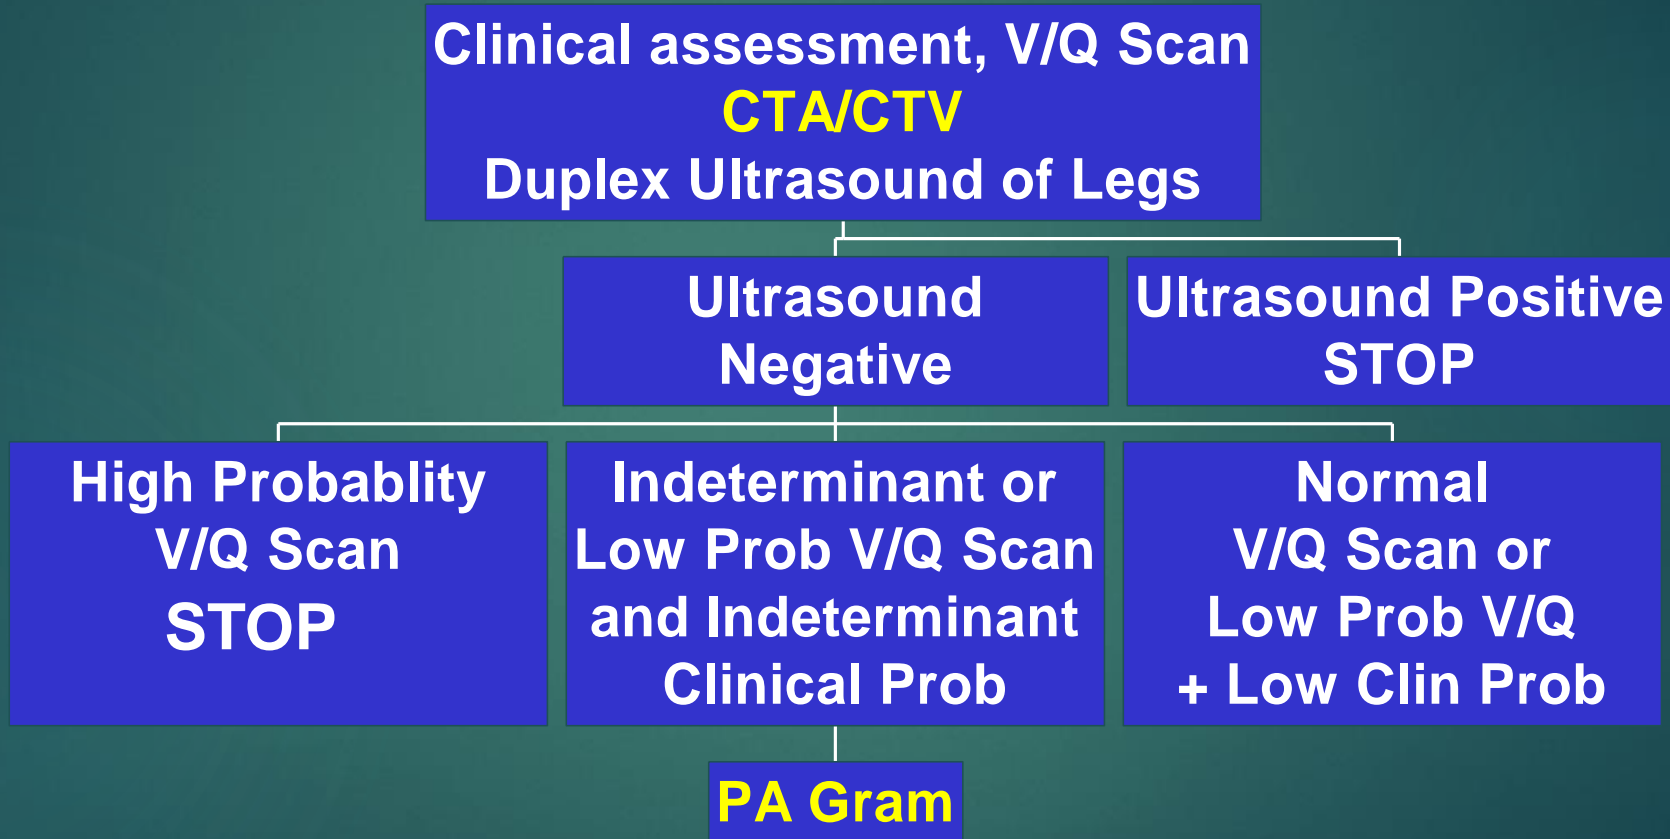 Clinical assessment, V/Q Scan
CTA/CTV
Duplex Ultrasound of Legs
Ultrasound
Negative
Ultrasound Positive
STOP
High Probablity
V/Q Scan
STOP
Indeterminant or
Low Prob V/Q Scan
and Indeterminant
Clinical Prob
Normal
V/Q Scan or
Low Prob V/Q
+ Low Clin Prob
PA Gram